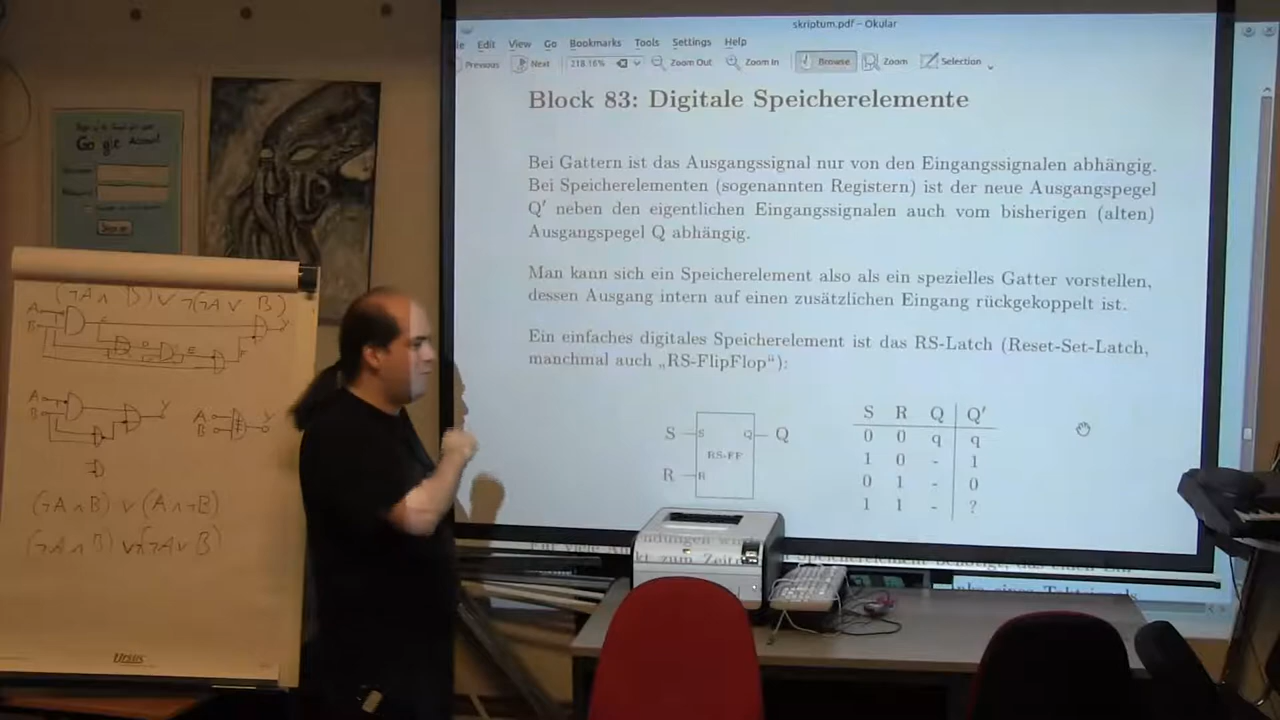 skriptum.pdf – Okular
Edit View Go Bookmarks Tools Settings Help
Previous Next 218.16% Zoom Out Zoom In Browse Zoom Selection
Block 83: Digitale Speicherelemente
Bei Gattern ist das Ausgangssignal nur von den Eingangssignalen abhängig.
Bei Speicherelementen (sogenannten Registern) ist der neue Ausgangspegel
Q′ neben den eigentlichen Eingangssignalen auch vom bisherigen (alten)
Ausgangspegel Q abhängig.
Man kann sich ein Speicherelement also als ein spezielles Gatter vorstellen,
dessen Ausgang intern auf einen zusätzlichen Eingang rückgekoppelt ist.
Ein einfaches digitales Speicherelement ist das RS-Latch (Reset-Set-Latch,
manchmal auch „RS-FlipFlop“):
S S Q Q
RS-FF
R R
S R Q Q′
0 0 q q
1 0 - 1
0 1 - 0
1 1 - ?
Google Account
Sign in
(¬A ∧ B) ∨ ¬(¬A ∨ B)
A
B
Y
A
B
Y
A
B
Y
(¬A ∧ B) ∨ (A ∧ ¬B)
(¬A ∧ B) ∨ ¬(¬A ∨ B)
Ursus